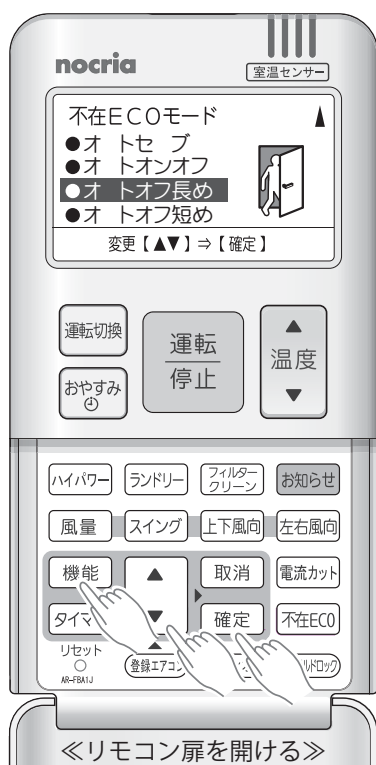 nocria
室温センサー
不在ECOモード
●オ トセ ブ
●オ トオンオフ
●オ トオフ長め
●オ トオフ短め
変更【▲▼】⇒【確定】
運転切換
運転
停止
温度
おやすみ
ハイパワー ランドリー フィルター クリーン お知らせ
風量 スイング 上下風向 左右風向
機能 取消 電流カット
タイマ 確定 不在ECO
リセット
AR-FBA1J
登録エアコン ルドロック
≪リモコン扉を開ける≫